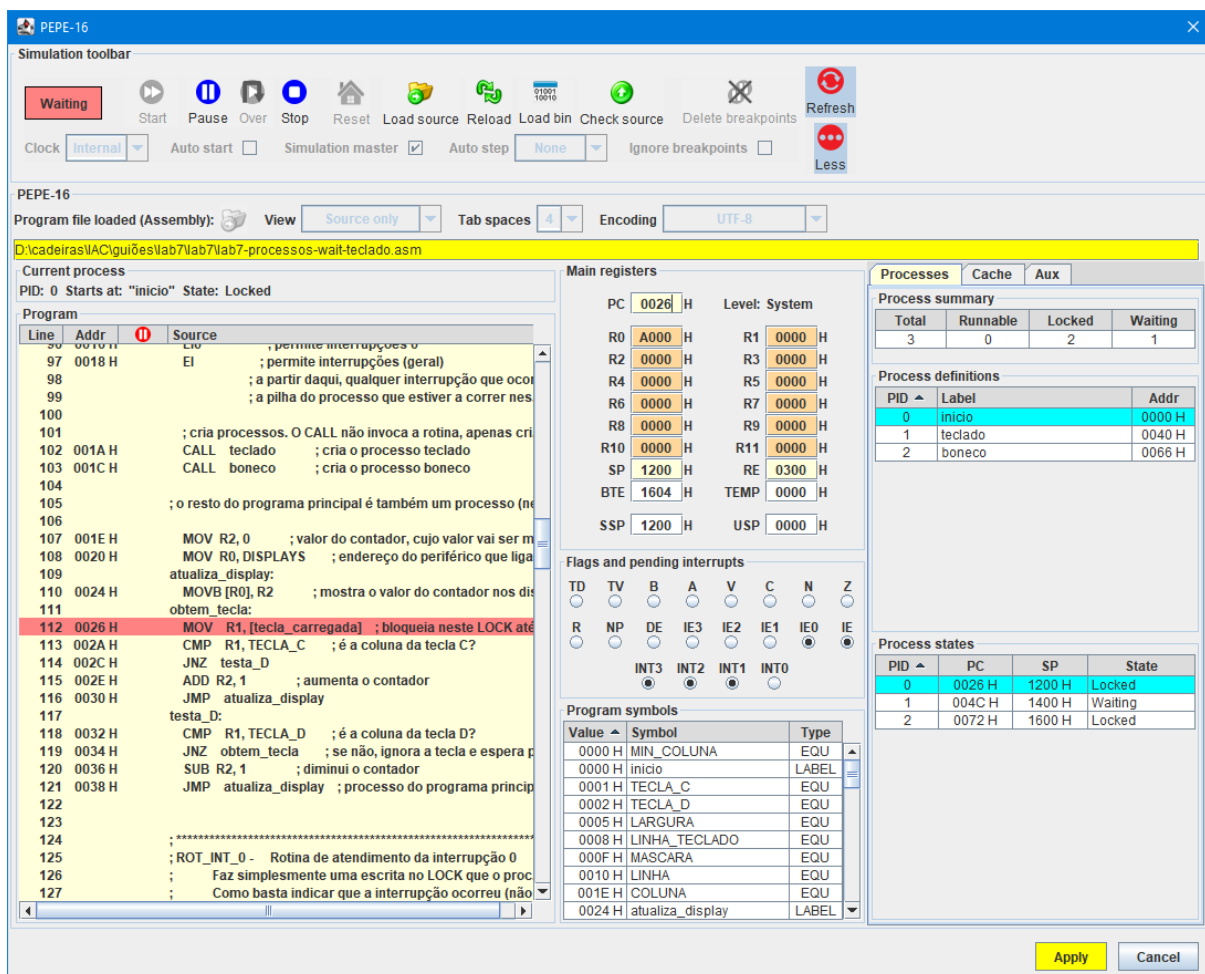 PEPE-16
Simulation toolbar
Waiting
Start Pause Over Stop Reset Load source Reload Load bin Check source Delete breakpoints Refresh
Clock Internal Auto start Simulation master Auto step None Ignore breakpoints Less
PEPE-16
Program file loaded (Assembly): View Source only Tab spaces 4 Encoding UTF-8
D:\cadeiras\IAC\guiões\lab7\lab7\lab7-processos-wait-teclado.asm
Current process
PID: 0 Starts at: "inicio" State: Locked
Program
Line Addr Source
97 0018 H EI ; permite interrupções (geral)
98 ; a partir daqui, qualquer interrupção que ocor
99 ; a pilha do processo que estiver a correr nes
100
101 ; cria processos. O CALL não invoca a rotina, apenas cri
102 001A H CALL teclado ; cria o processo teclado
103 001C H CALL boneco ; cria o processo boneco
104
105 ; o resto do programa principal é também um processo (ne
106
107 001E H MOV R2, 0 ; valor do contador, cujo valor vai ser m
108 0020 H MOV R0, DISPLAYS ; endereço do periférico que liga
109 atualiza_display:
110 0024 H MOVB [R0], R2 ; mostra o valor do contador nos dis
111 obtem_tecla:
112 0026 H MOV R1, [tecla_carregada] ; bloqueia neste LOCK até
113 002A H CMP R1, TECLA_C ; é a coluna da tecla C?
114 002C H JNZ testa_D
115 002E H ADD R2, 1 ; aumenta o contador
116 0030 H JMP atualiza_display
117 testa_D:
118 0032 H CMP R1, TECLA_D ; é a coluna da tecla D?
119 0034 H JNZ obtem_tecla ; se não, ignora a tecla e espera p
120 0036 H SUB R2, 1 ; diminui o contador
121 0038 H JMP atualiza_display ; processo do programa princip
122
123
124 ; *****************************************************************
125 ; ROT_INT_0 - Rotina de atendimento da interrupção 0
126 ; Faz simplesmente uma escrita no LOCK que o proc
127 ; Como basta indicar que a interrupção ocorreu (não
Main registers
PC 0026 H Level: System
R0 A000 H R1 0000 H
R2 0000 H R3 0000 H
R4 0000 H R5 0000 H
R6 0000 H R7 0000 H
R8 0000 H R9 0000 H
R10 0000 H R11 0000 H
SP 1200 H RE 0300 H
BTE 1604 H TEMP 0000 H
SSP 1200 H USP 0000 H
Flags and pending interrupts
TD TV B A V C N Z
R NP DE IE3 IE2 IE1 IE0 IE
INT3 INT2 INT1 INT0
Program symbols
Value Symbol Type
0000 H MIN_COLUNA EQU
0000 H inicio LABEL
0001 H TECLA_C EQU
0002 H TECLA_D EQU
0005 H LARGURA EQU
0008 H LINHA_TECLADO EQU
000F H MASCARA EQU
0010 H LINHA EQU
001E H COLUNA EQU
0024 H atualiza_display LABEL
Processes Cache Aux
Process summary
Total Runnable Locked Waiting
3 0 2 1
Process definitions
PID Label Addr
0 inicio 0000 H
1 teclado 0040 H
2 boneco 0066 H
Process states
PID PC SP State
0 0026 H 1200 H Locked
1 004C H 1400 H Waiting
2 0072 H 1600 H Locked
Apply Cancel